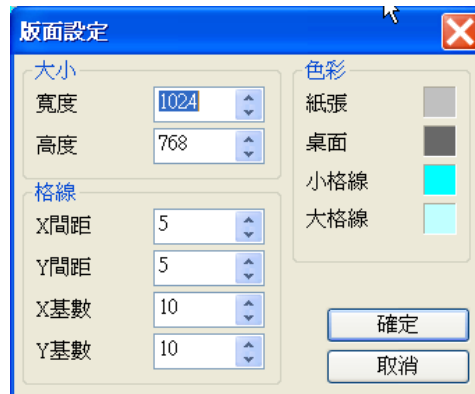 版面設定
大小
寬度 1024
高度 768
格線
X間距 5
Y間距 5
X基數 10
Y基數 10
色彩
紙張
桌面
小格線
大格線
確定
取消